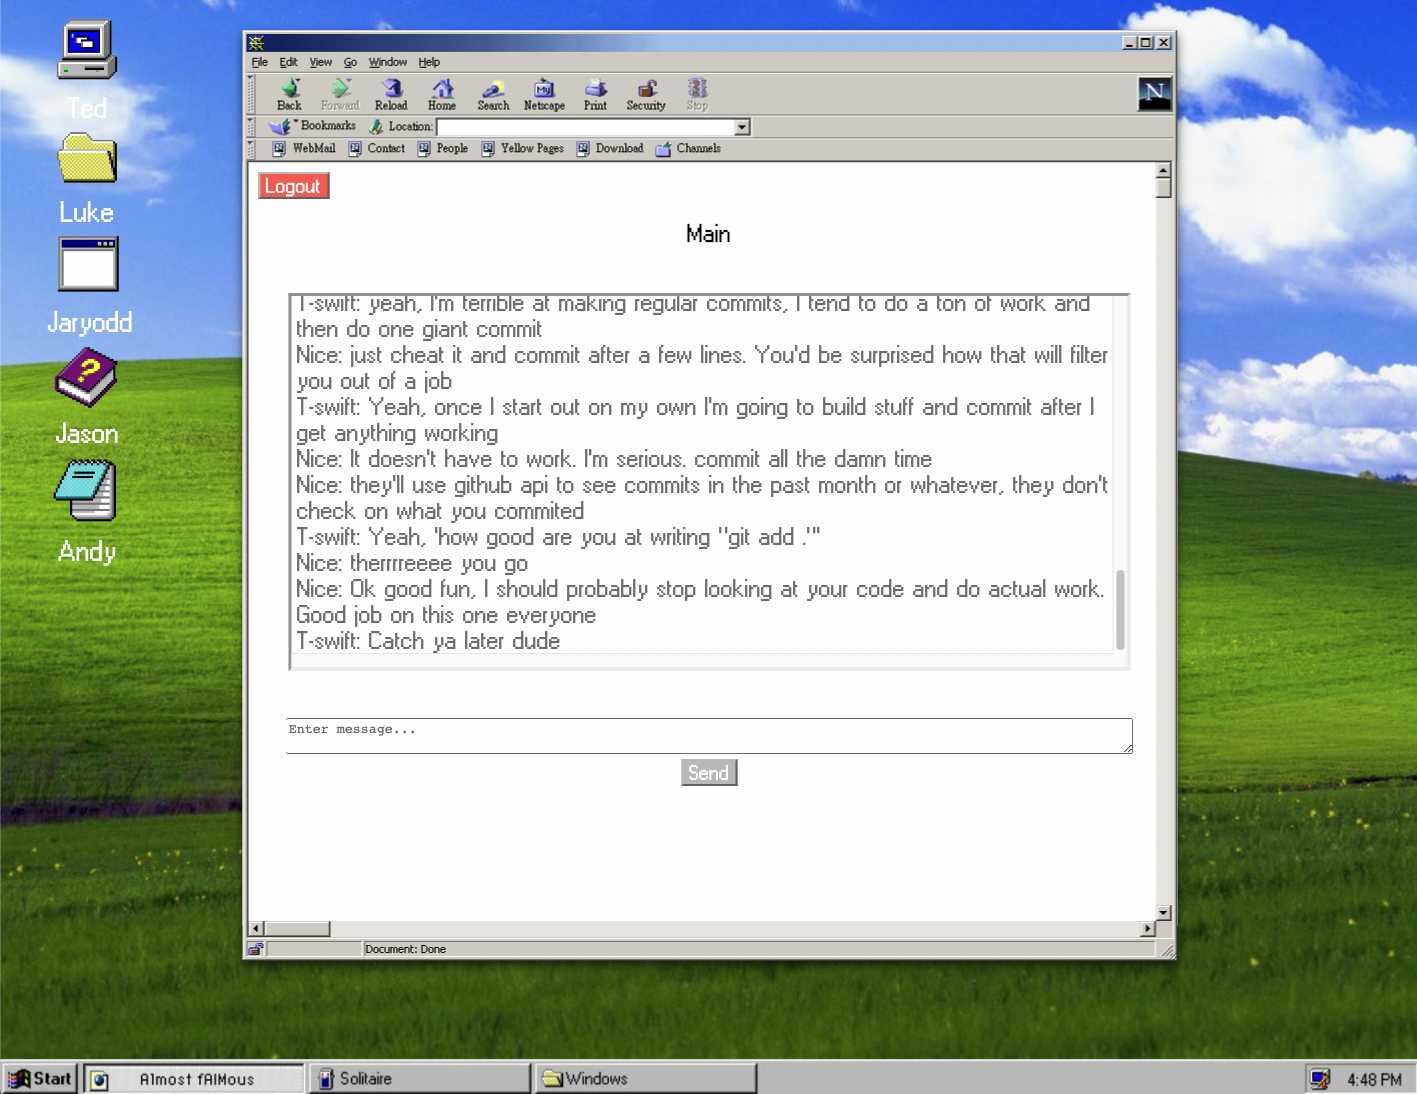 Ted
Luke
Jaryodd
Jason
Andy
File Edit View Go Window Help
Back Forward Reload Home Search Netscape Print Security Stop
My
N
Bookmarks Location:
WebMail Contact People Yellow Pages Download Channels
Logout
Main
T-swift: yeah, I'm terrible at making regular commits, I tend to do a ton of work and
then do one giant commit
Nice: just cheat it and commit after a few lines. You'd be surprised how that will filter
you out of a job
T-swift: Yeah, once I start out on my own I'm going to build stuff and commit after I
get anything working
Nice: It doesn't have to work. I'm serious. commit all the damn time
Nice: they'll use github api to see commits in the past month or whatever, they don't
check on what you commited
T-swift: Yeah, 'how good are you at writing "git add .'"
Nice: therrrreeee you go
Nice: Ok good fun, I should probably stop looking at your code and do actual work.
Good job on this one everyone
T-swift: Catch ya later dude
Enter message...
Send
Document: Done
Start Almost fAIMous Solitaire Windows 4:48 PM